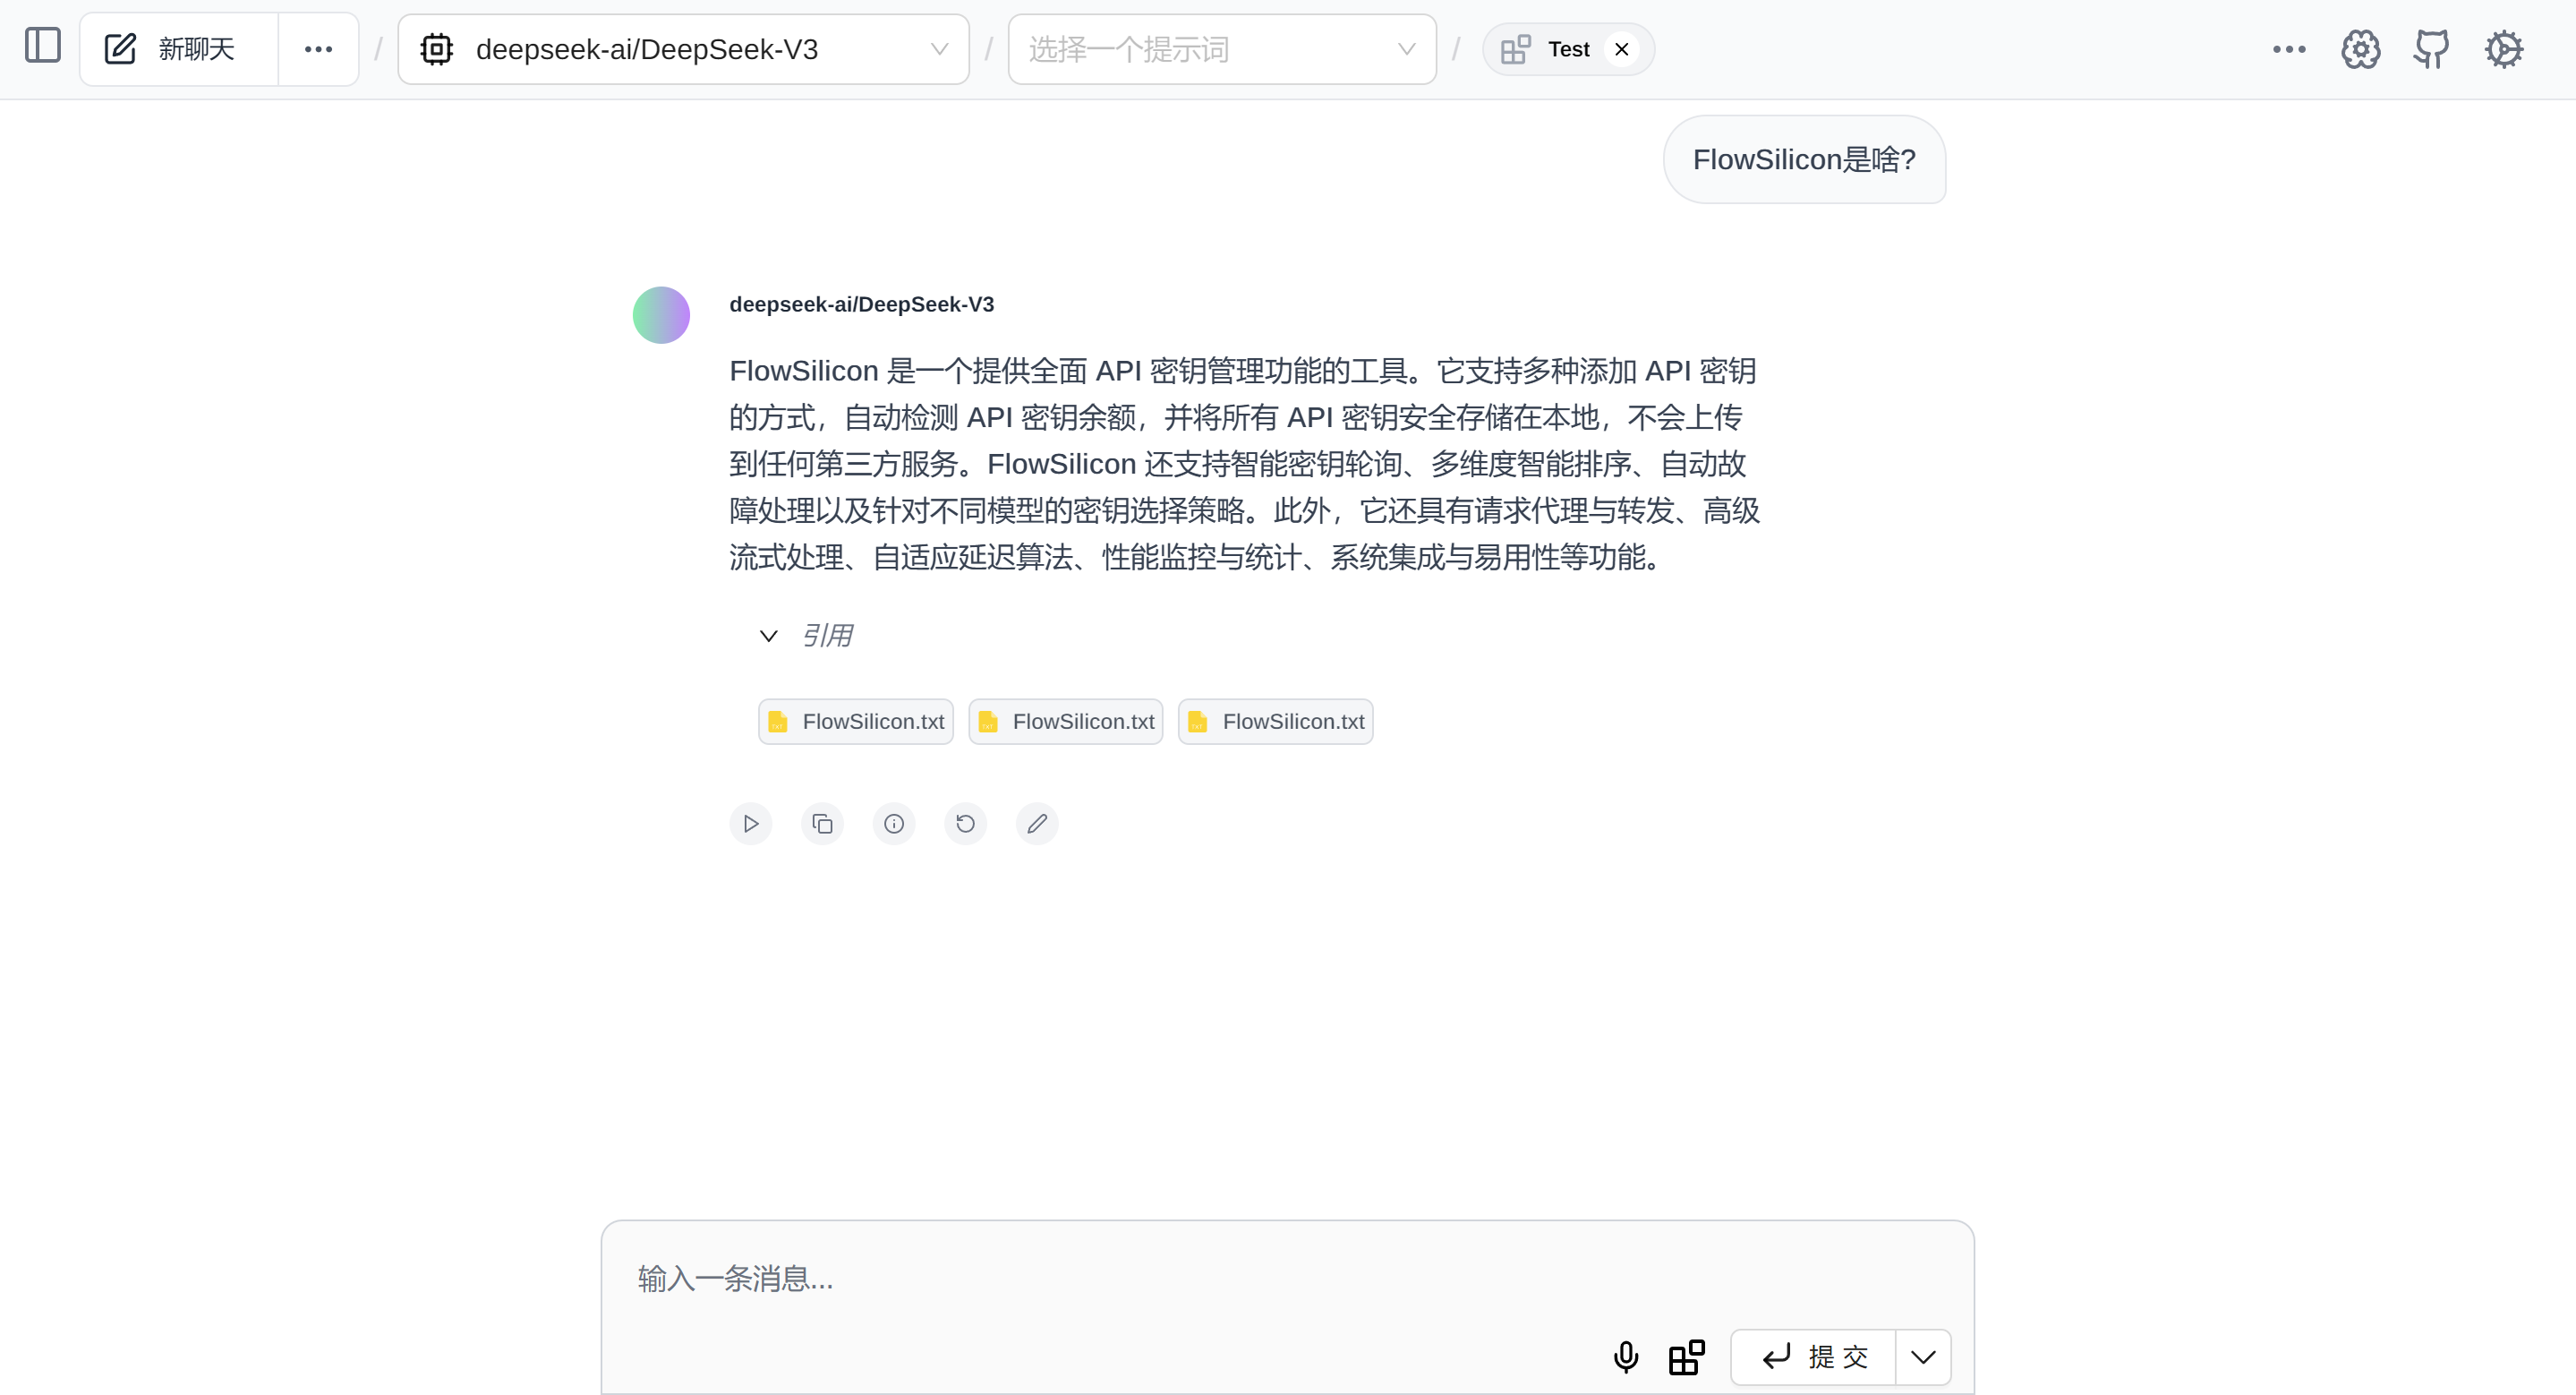 新聊天
deepseek-ai/DeepSeek-V3
选择一个提示词
Test
FlowSilicon是啥?
deepseek-ai/DeepSeek-V3
FlowSilicon 是一个提供全面 API 密钥管理功能的工具。它支持多种添加 API 密钥
的方式，自动检测 API 密钥余额，并将所有 API 密钥安全存储在本地，不会上传
到任何第三方服务。FlowSilicon 还支持智能密钥轮询、多维度智能排序、自动故
障处理以及针对不同模型的密钥选择策略。此外，它还具有请求代理与转发、高级
流式处理、自适应延迟算法、性能监控与统计、系统集成与易用性等功能。
引用
FlowSilicon.txt FlowSilicon.txt FlowSilicon.txt
输入一条消息...
提 交